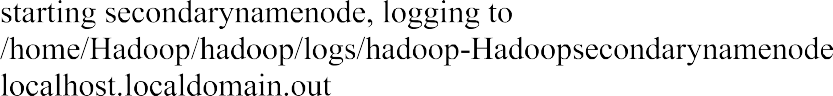 starting secondarynamenode, logging to
/home/Hadoop/hadoop/logs/hadoop-Hadoopsecondarynamenode
localhost.localdomain.out